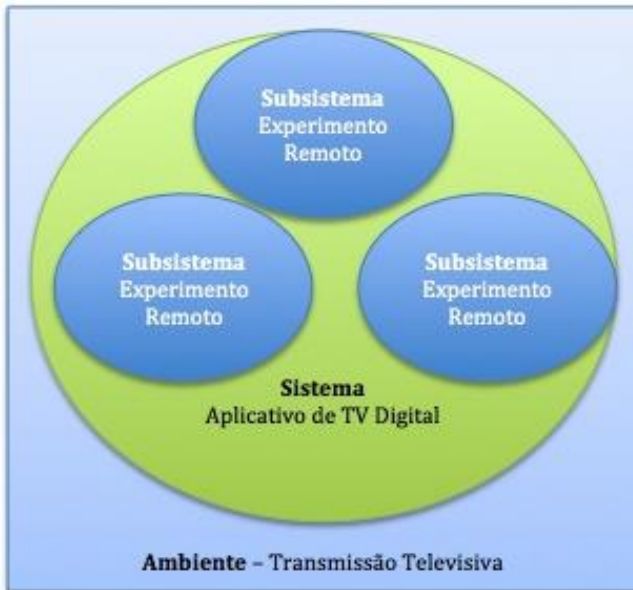 Subsistema
Experimento
Remoto
Subsistema
Experimento
Remoto
Subsistema
Experimento
Remoto
Sistema
Aplicativo de TV Digital
Ambiente – Transmissão Televisiva